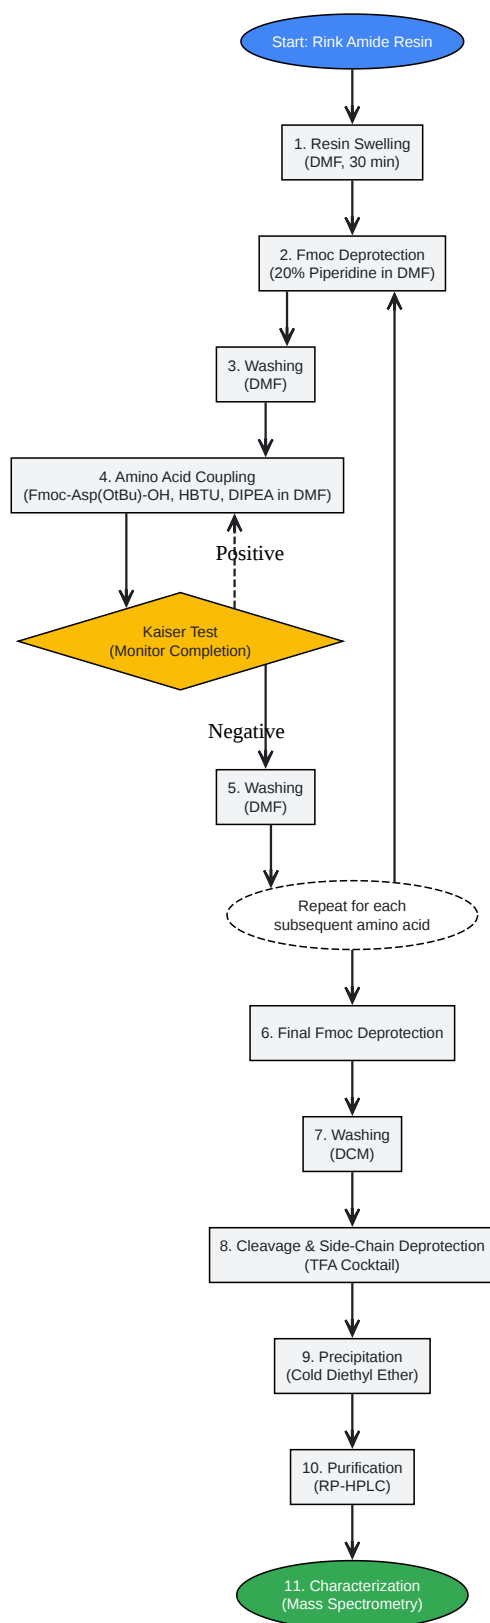 Start: Rink Amide Resin
1. Resin Swelling
(DMF, 30 min)
2. Fmoc Deprotection
(20% Piperidine in DMF)
3. Washing
(DMF)
4. Amino Acid Coupling
(Fmoc-Asp(OtBu)-OH, HBTU, DIPEA in DMF)
Positive
Kaiser Test
(Monitor Completion)
Negative
5. Washing
(DMF)
Repeat for each
subsequent amino acid
6. Final Fmoc Deprotection
7. Washing
(DCM)
8. Cleavage & Side-Chain Deprotection
(TFA Cocktail)
9. Precipitation
(Cold Diethyl Ether)
10. Purification
(RP-HPLC)
11. Characterization
(Mass Spectrometry)